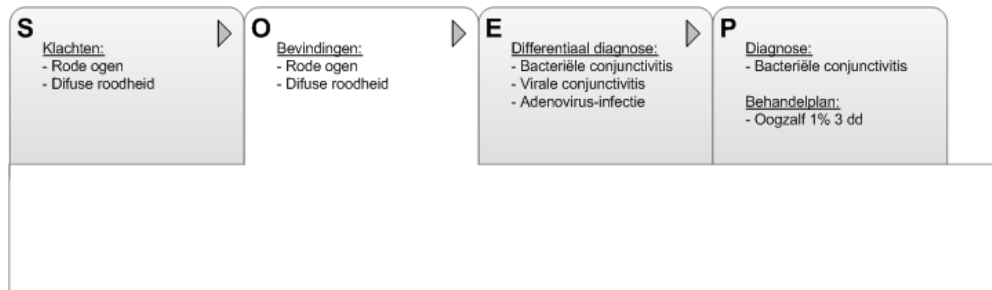 S
Klachten:
- Rode ogen
- Difuse roodheid
O
Bevindingen:
- Rode ogen
- Difuse roodheid
E
Differentiaal diagnose:
- Bacteriële conjunctivitis
- Virale conjunctivitis
- Adenovirus-infectie
P
Diagnose:
- Bacteriële conjunctivitis
Behandelplan:
- Oogzalf 1% 3 dd